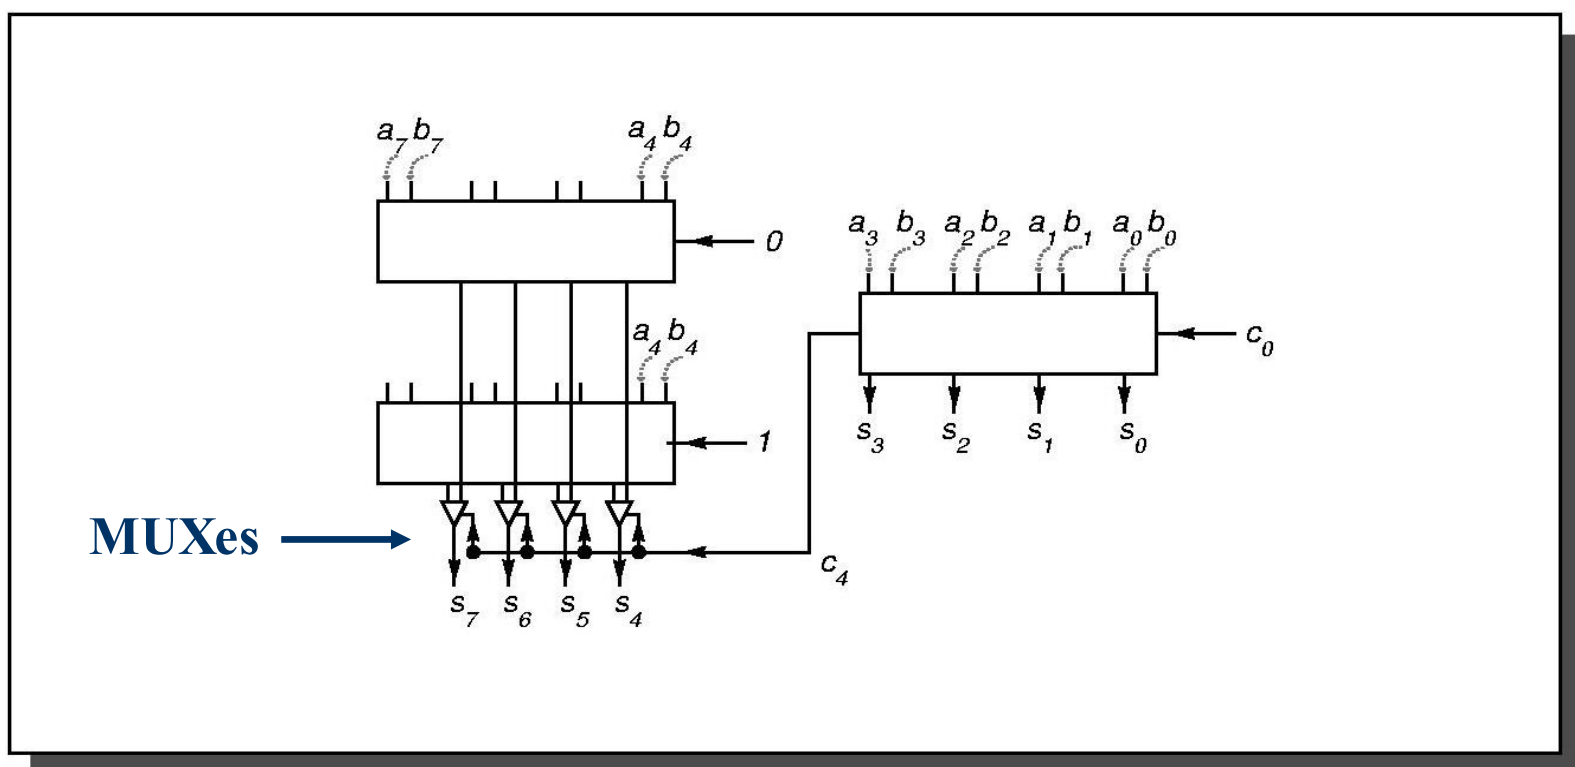 a7 b7 a4 b4
0
a3 b3 a2 b2 a1 b1 a0 b0
a4 b4
c0
1
s3 s2 s1 s0
MUXes
c4
s7 s6 s5 s4